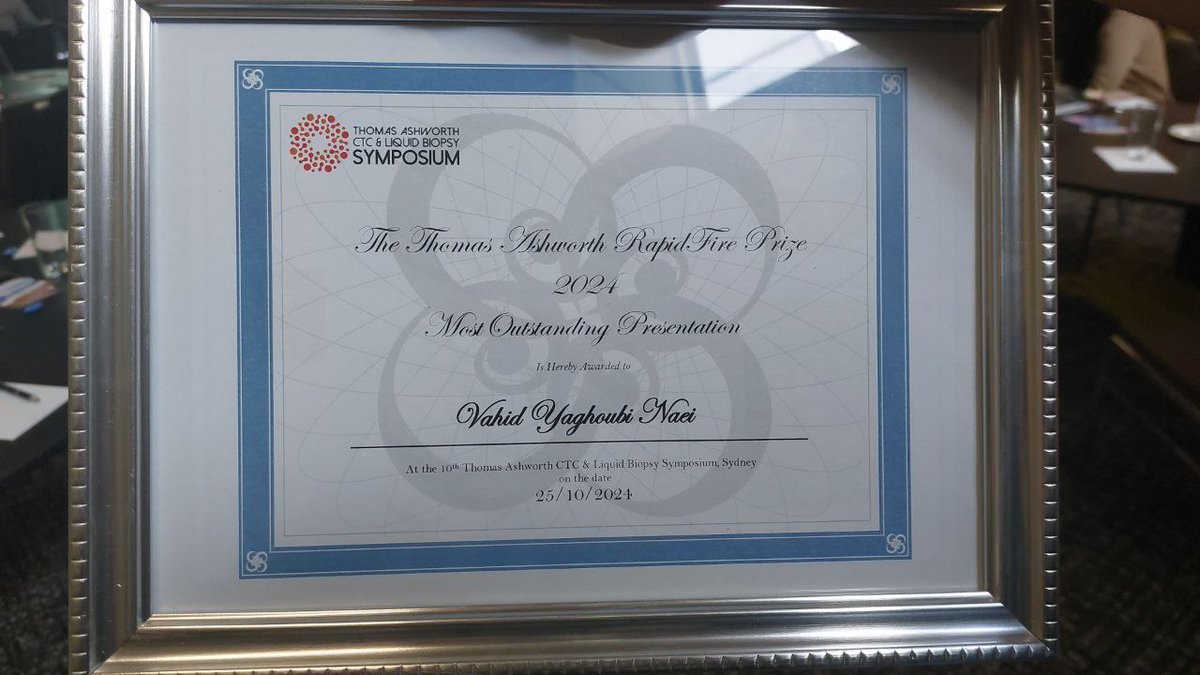 THOMAS ASHWORTH
CTC & LIQUID BIOPSY
SYMPOSIUM
The Thomas Ashworth RapidFire Prize
2024
Most Outstanding Presentation
Is Hereby Awarded to
Vahid Yaghoubi Naei
At the 10th Thomas Ashworth CTC & Liquid Biopsy Symposium, Sydney
on the date
25/10/2024